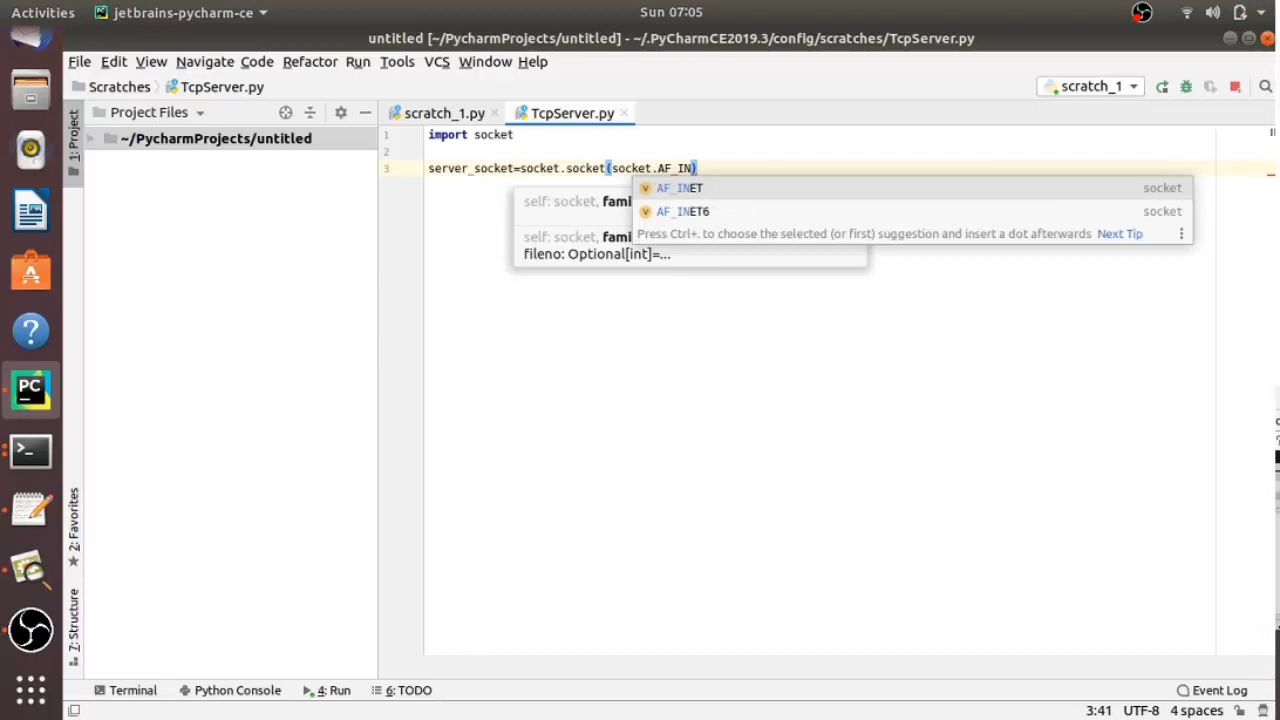 Activities jetbrains-pycharm-ce Sun 07:05
untitled [~/PycharmProjects/untitled] - ~/.PyCharmCE2019.3/config/scratches/TcpServer.py
File Edit View Navigate Code Refactor Run Tools VCS Window Help
Scratches TcpServer.py scratch_1
1: Project Project Files scratch_1.py TcpServer.py
~/PycharmProjects/untitled
1 import socket
2
3 server_socket=socket.socket(socket.AF_IN)
AF_INET socket
self: socket, fami
AF_INET6 socket
Press Ctrl+. to choose the selected (or first) suggestion and insert a dot afterwards Next Tip
self: socket, fami
fileno: Optional[int]=...
PC
2: Favorites
7: Structure
Terminal Python Console 4: Run 6: TODO Event Log
3:41 UTF-8 4 spaces